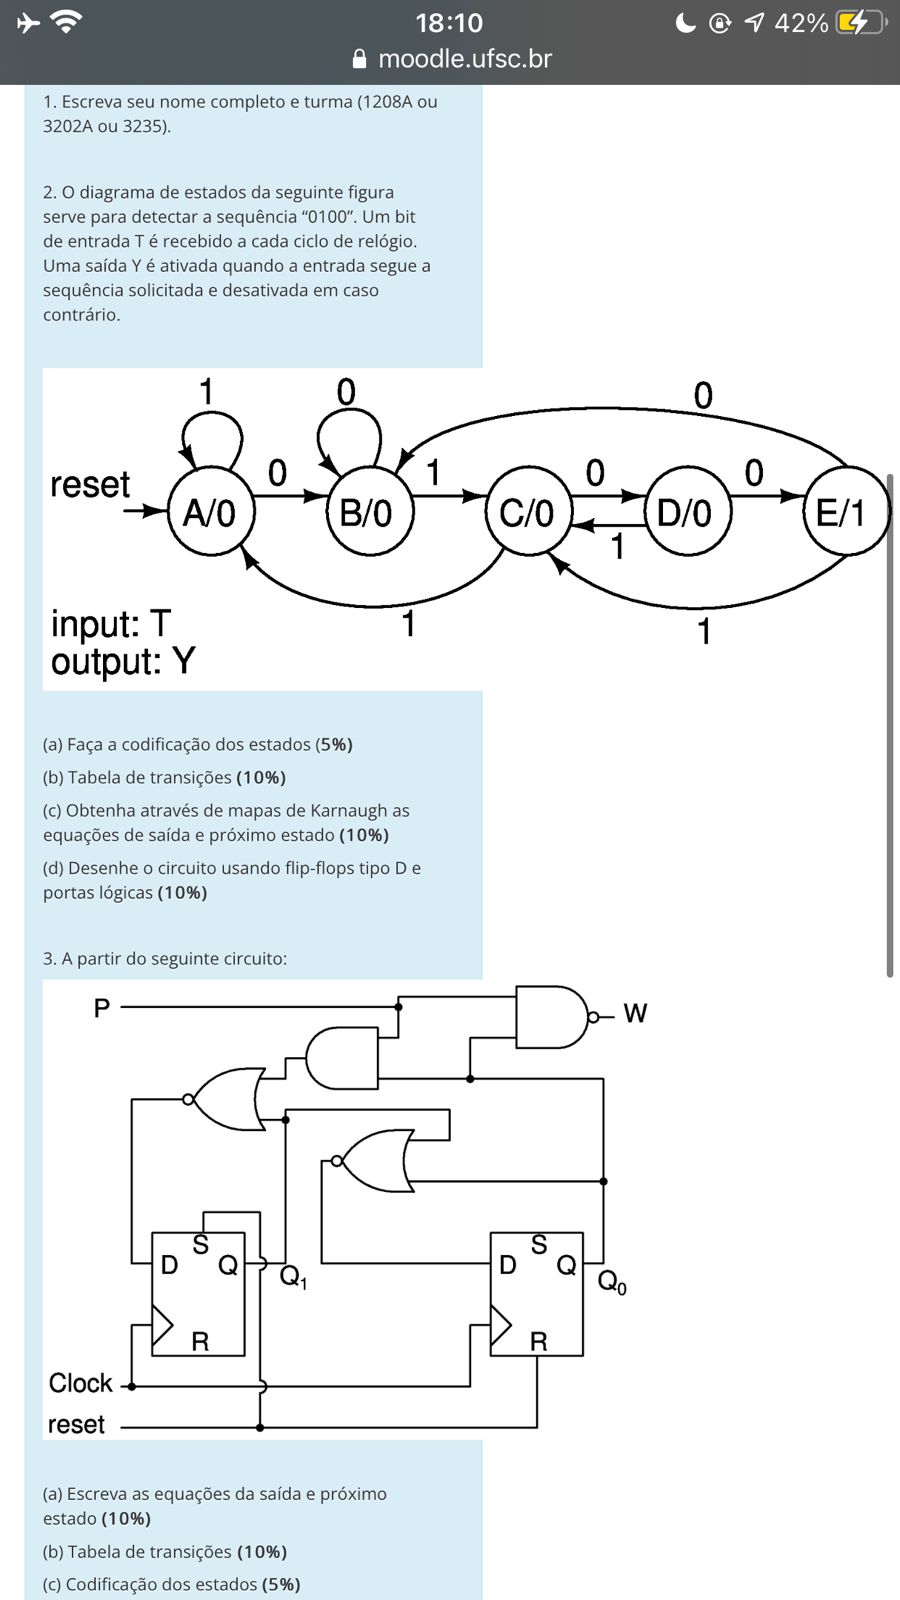 18:10
42%
moodle.ufsc.br
1. Escreva seu nome completo e turma (1208A ou
3202A ou 3235).
2. O diagrama de estados da seguinte figura
serve para detectar a sequência “0100”. Um bit
de entrada T é recebido a cada ciclo de relógio.
Uma saída Y é ativada quando a entrada segue a
sequência solicitada e desativada em caso
contrário.
1 0 0
reset 0 1 0 0
A/0 B/0 C/0 D/0 E/1
1
1 1
input: T
output: Y
(a) Faça a codificação dos estados (5%)
(b) Tabela de transições (10%)
(c) Obtenha através de mapas de Karnaugh as
equações de saída e próximo estado (10%)
(d) Desenhe o circuito usando flip-flops tipo D e
portas lógicas (10%)
3. A partir do seguinte circuito:
P W
S S
D Q Q1 D Q Q0
R R
Clock
reset
(a) Escreva as equações da saída e próximo
estado (10%)
(b) Tabela de transições (10%)
(c) Codificação dos estados (5%)